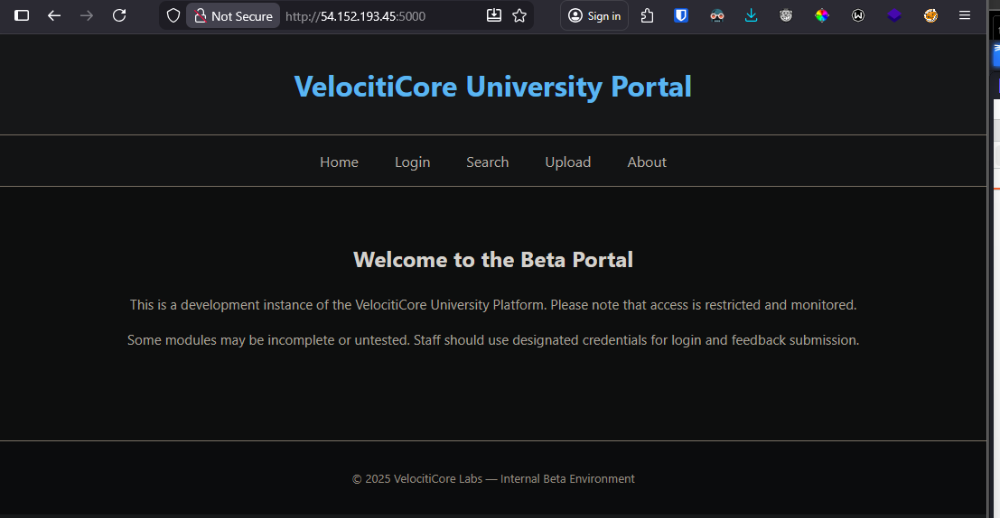 Not Secure http://54.152.193.45:5000 Sign in
VelocitiCore University Portal
Home Login Search Upload About
Welcome to the Beta Portal
This is a development instance of the VelocitiCore University Platform. Please note that access is restricted and monitored.
Some modules may be incomplete or untested. Staff should use designated credentials for login and feedback submission.
© 2025 VelocitiCore Labs — Internal Beta Environment